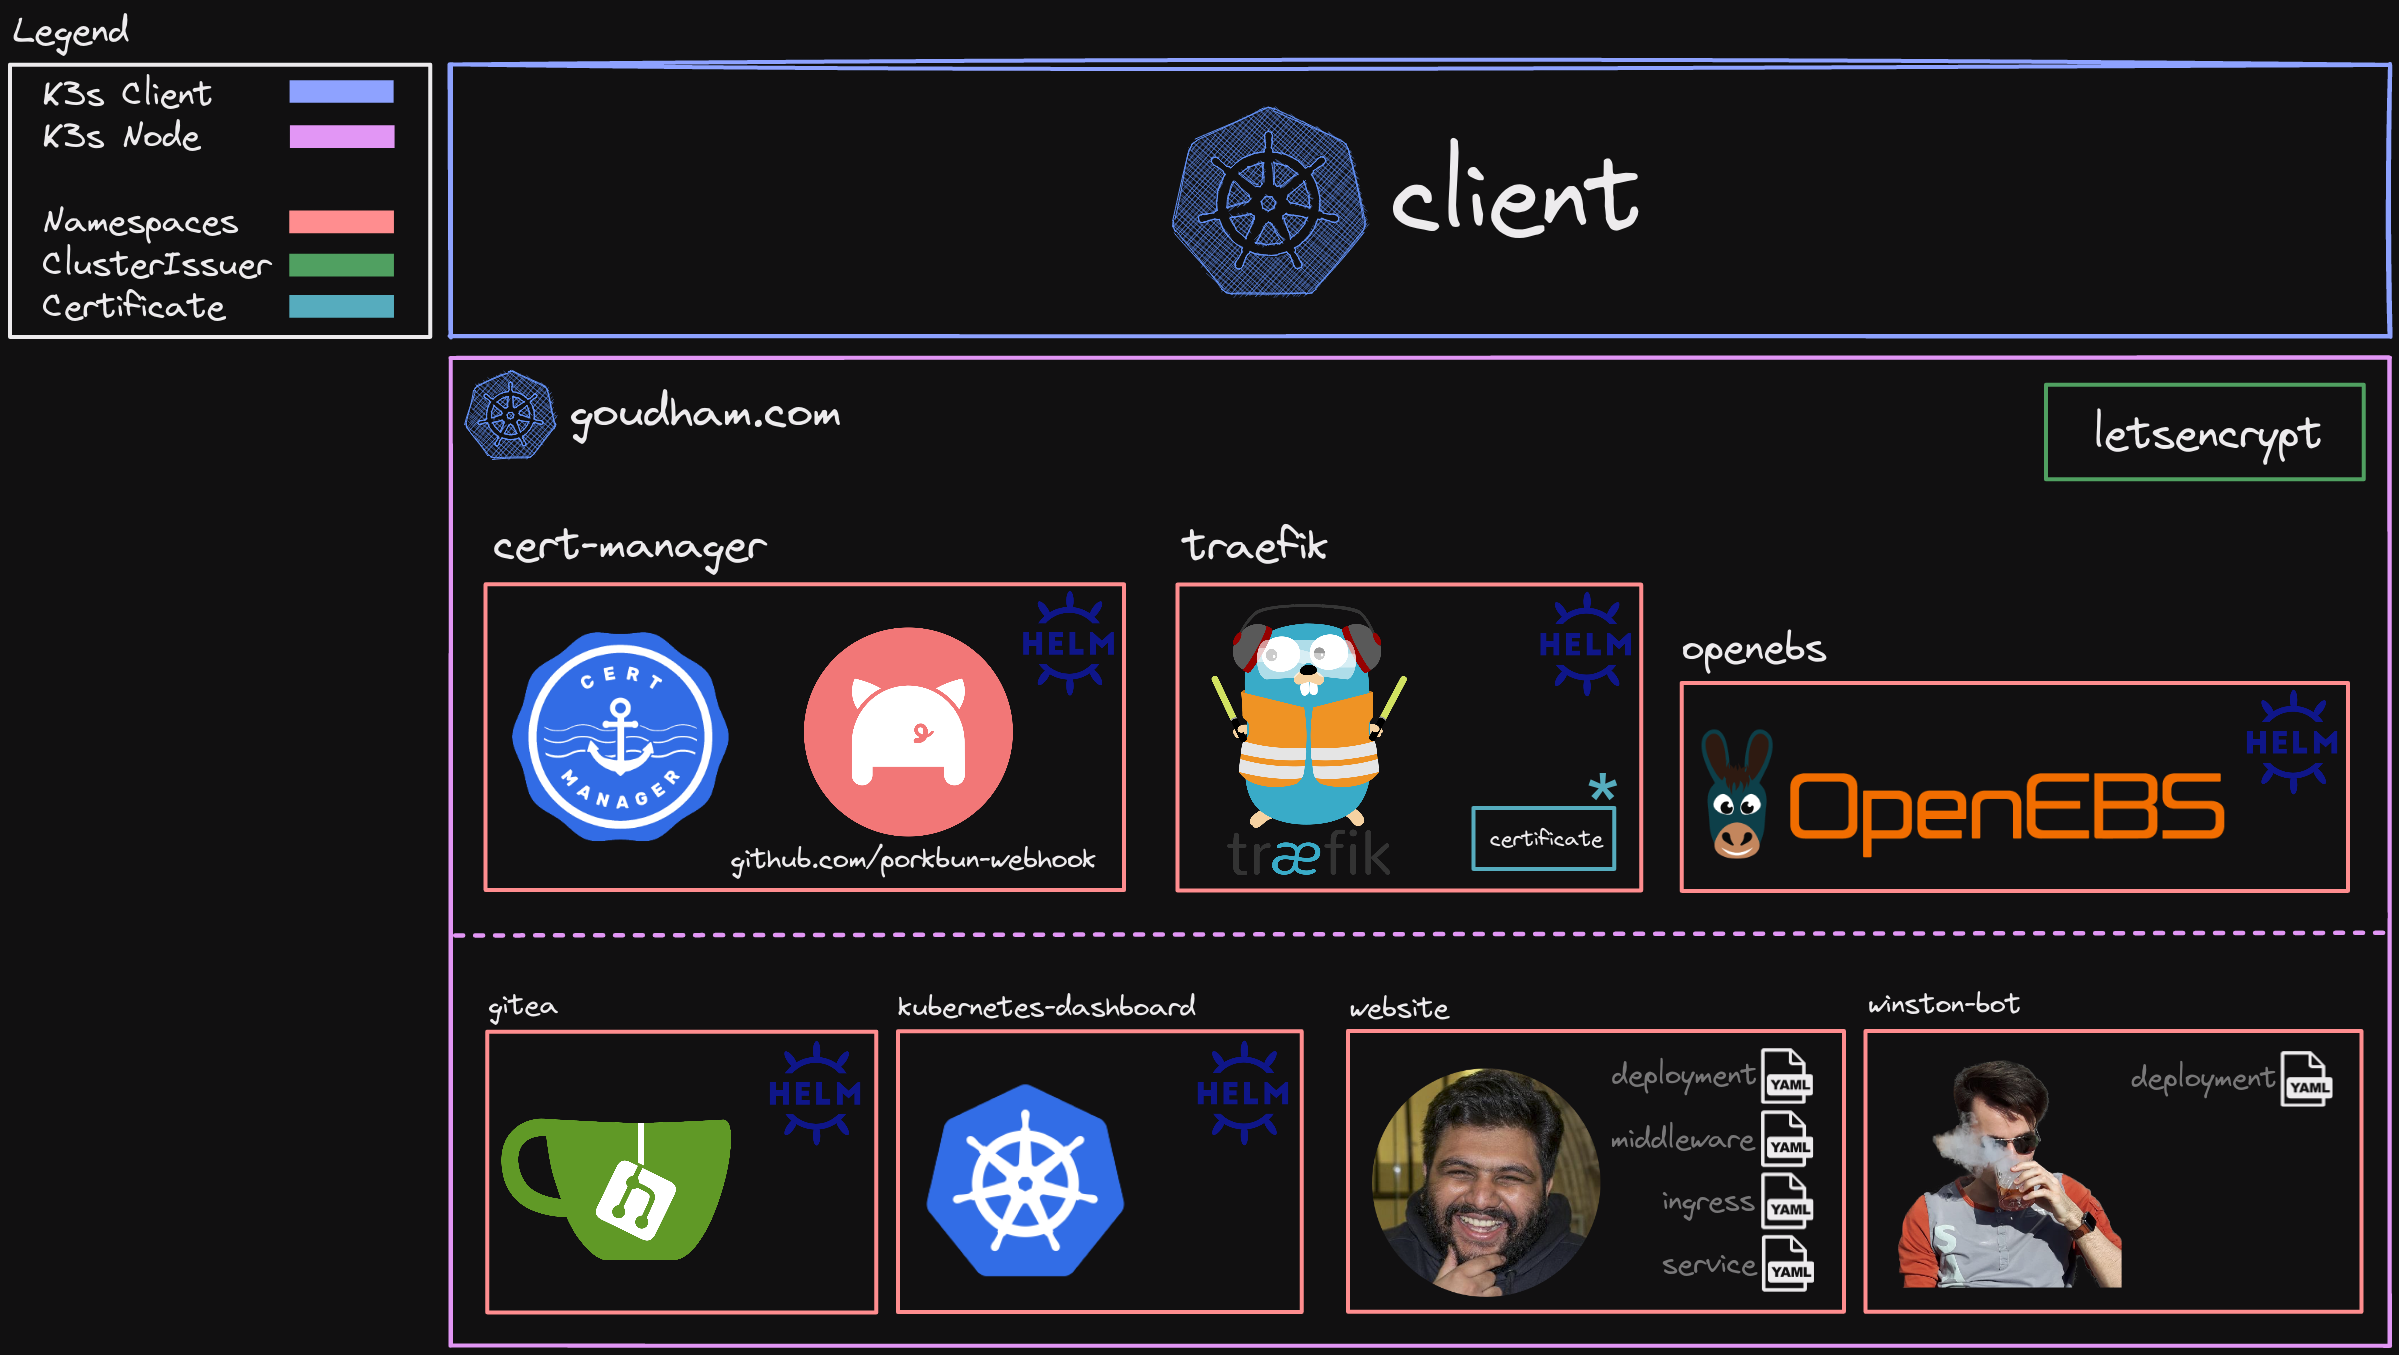 Legend
K3s Client
K3s Node
Namespaces
ClusterIssuer
Certificate
client
goudham.com
letsencrypt
cert-manager
traefik
openebs
CERT
MANAGER
github.com/porkbun-webhook
HELM
træfik
HELM
*
certificate
OpenEBS
HELM
gitea
kubernetes-dashboard
website
winston-bot
HELM
HELM
deployment YAML
middleware YAML
ingress YAML
service YAML
deployment YAML
S